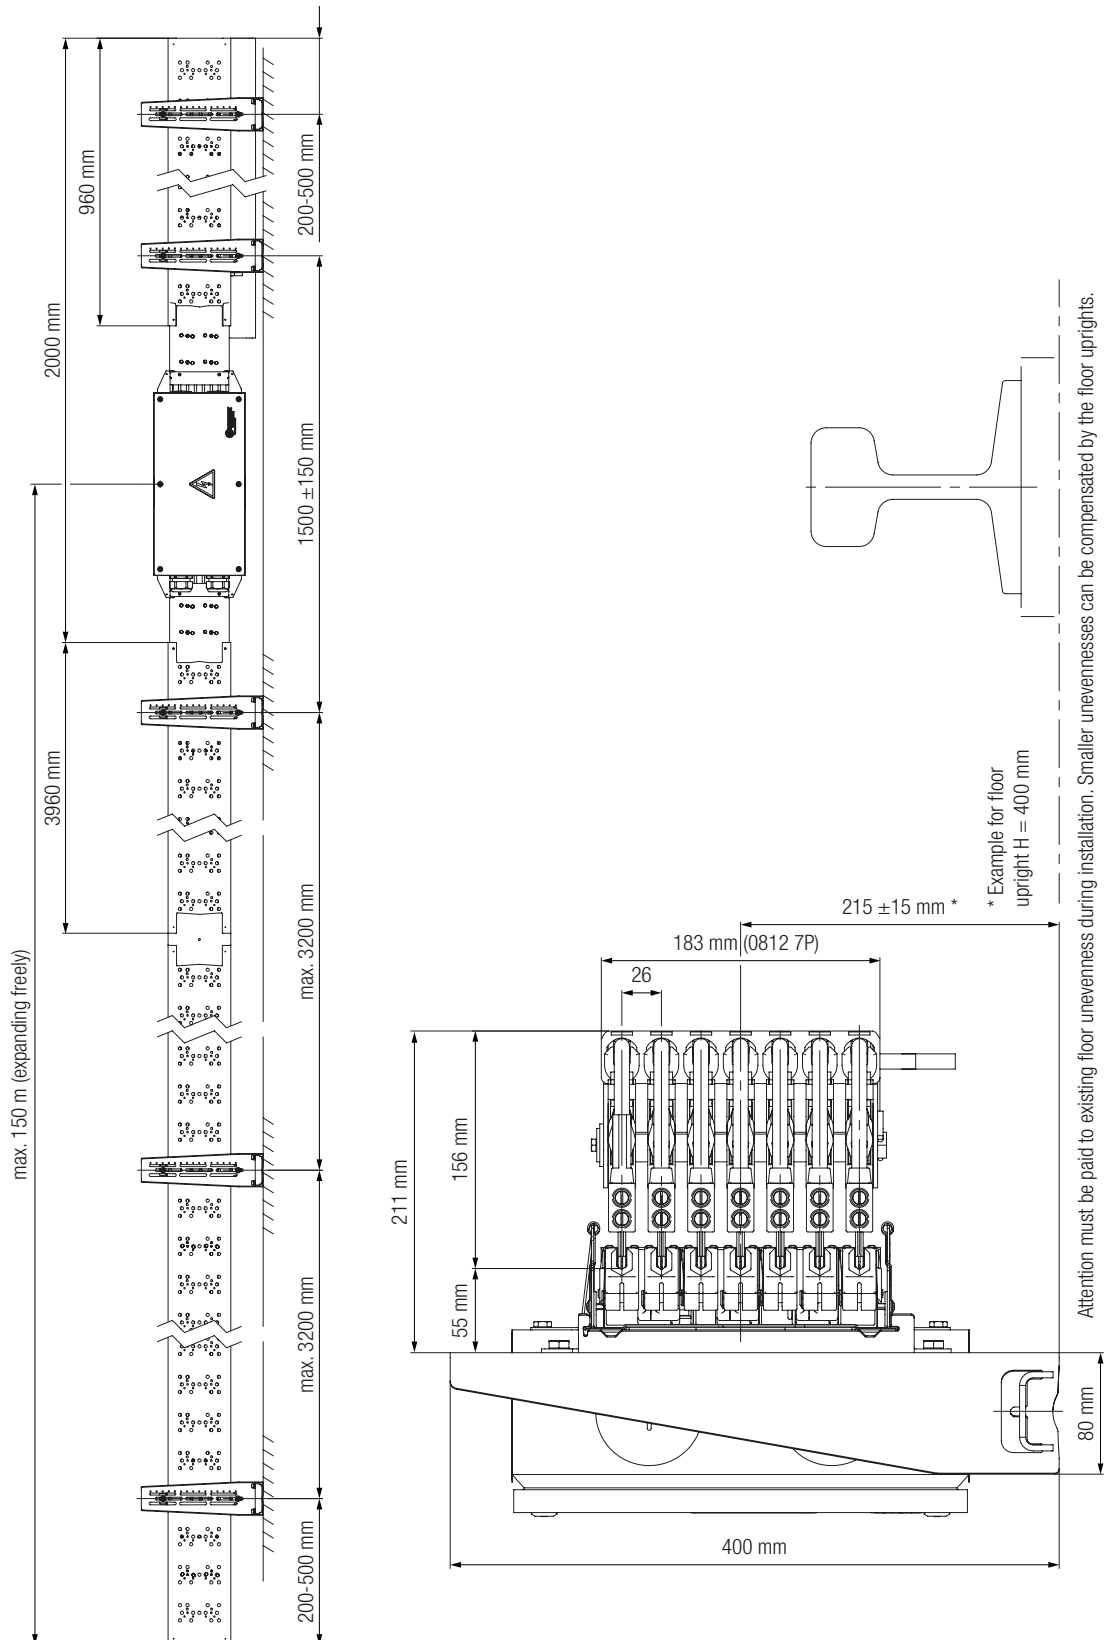 max. 150 m (expanding freely)
2000 mm
3960 mm
960 mm
200-500 mm
1500 ±150 mm
max. 3200 mm
max. 3200 mm
200-500 mm
Attention must be paid to existing floor unevenness during installation. Smaller unevennesses can be compensated by the floor uprights.
* Example for floor
upright H = 400 mm
215 ±15 mm *
183 mm (0812 7P)
26
211 mm
156 mm
55 mm
80 mm
400 mm